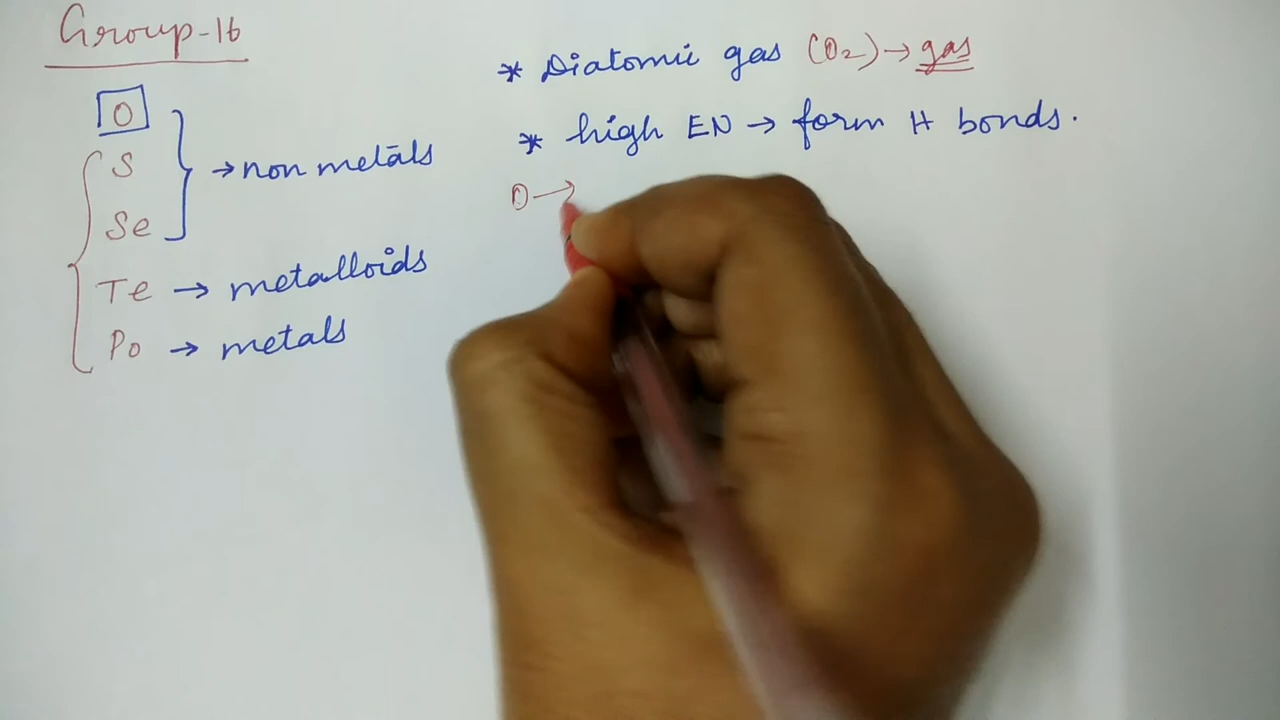 Group-16
O
S
Se
→ non metals
Te → metalloids
Po → metals
* Diatomic gas (O2) → gas
* high EN → form H bonds.
O →